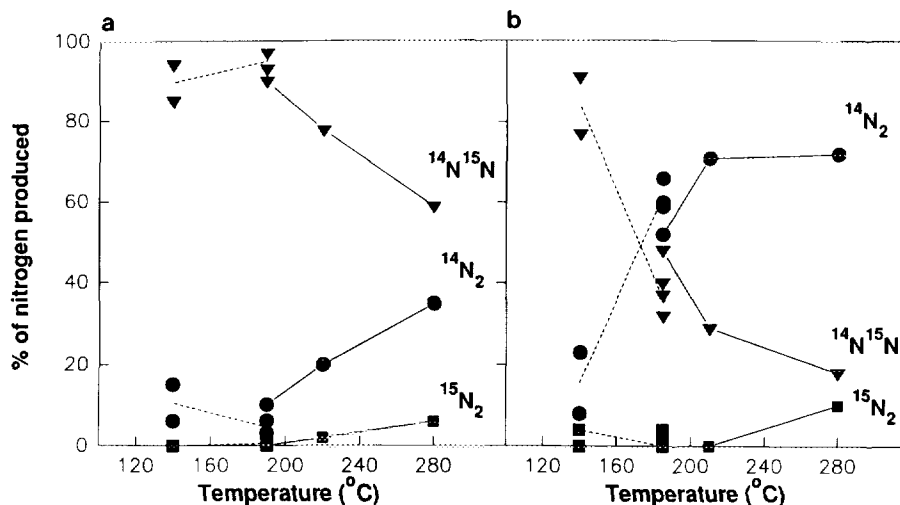 a
b
% of nitrogen produced
100
80
60
40
20
0
¹⁴N¹⁵N
¹⁴N₂
¹⁵N₂
¹⁴N₂
¹⁴N¹⁵N
¹⁵N₂
120 160 200 240 280
120 160 200 240 280
Temperature (°C)
Temperature (°C)